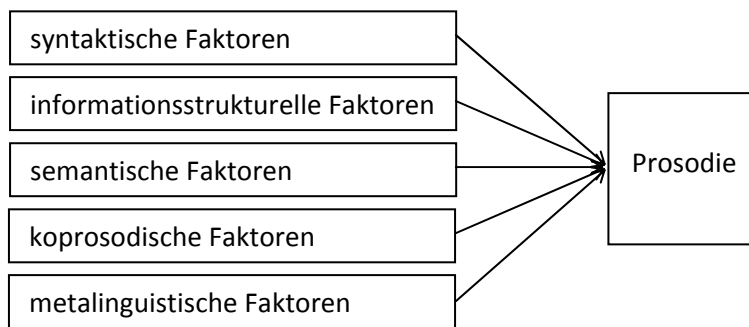 syntaktische Faktoren
informationsstrukturelle Faktoren
semantische Faktoren
koprosodische Faktoren
metalinguistische Faktoren
Prosodie